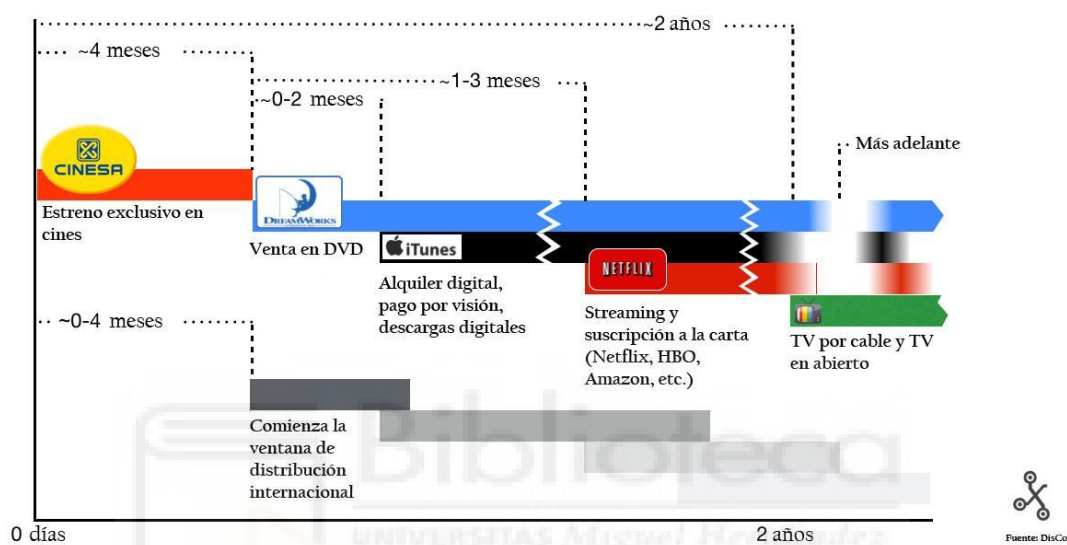 ~2 años
~4 meses
~1-3 meses
~0-2 meses
Más adelante
CINESA
Estreno exclusivo en
cines
DREAMWORKS
Venta en DVD
iTunes
Alquiler digital,
pago por visión,
descargas digitales
NETFLIX
Streaming y
suscripción a la carta
(Netflix, HBO,
Amazon, etc.)
TV por cable y TV
en abierto
~0-4 meses
Comienza la
ventana de
distribución
internacional
Biblioteca
UNIVERSITAS Miguel Hernández
0 días
2 años
Fuente: DisCo